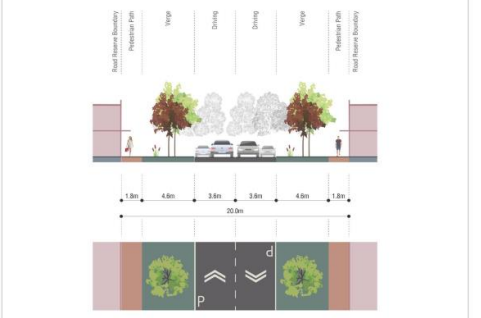 Road Reserve Boundary
Pedestrian Path
Verge
Driving
Driving
Verge
Pedestrian Path
Road Reserve Boundary
1.8m
4.6m
3.6m
3.6m
4.6m
1.8m
20.0m
P
P